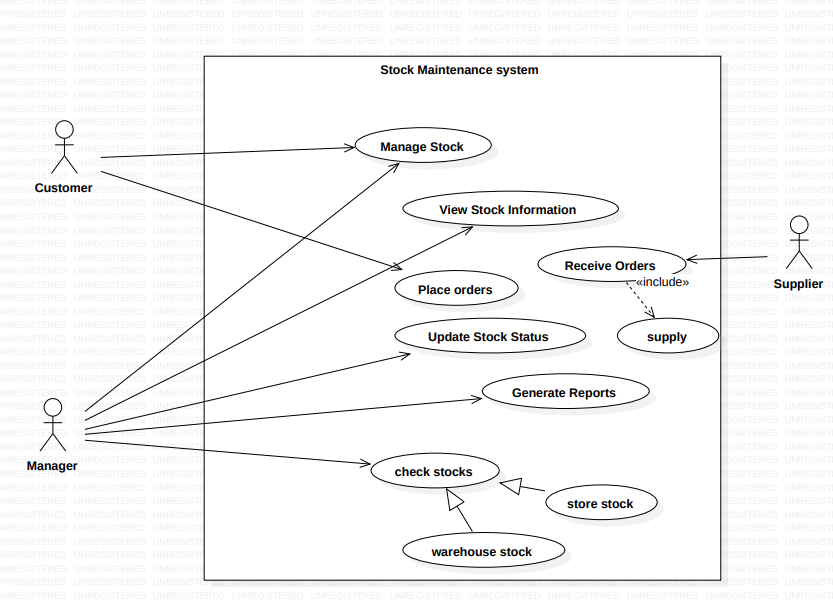 Stock Maintenance system
Customer
Manage Stock
View Stock Information
Receive Orders
«include»
Supplier
Place orders
Update Stock Status
supply
Generate Reports
Manager
check stocks
store stock
warehouse stock
UNREGISTERED